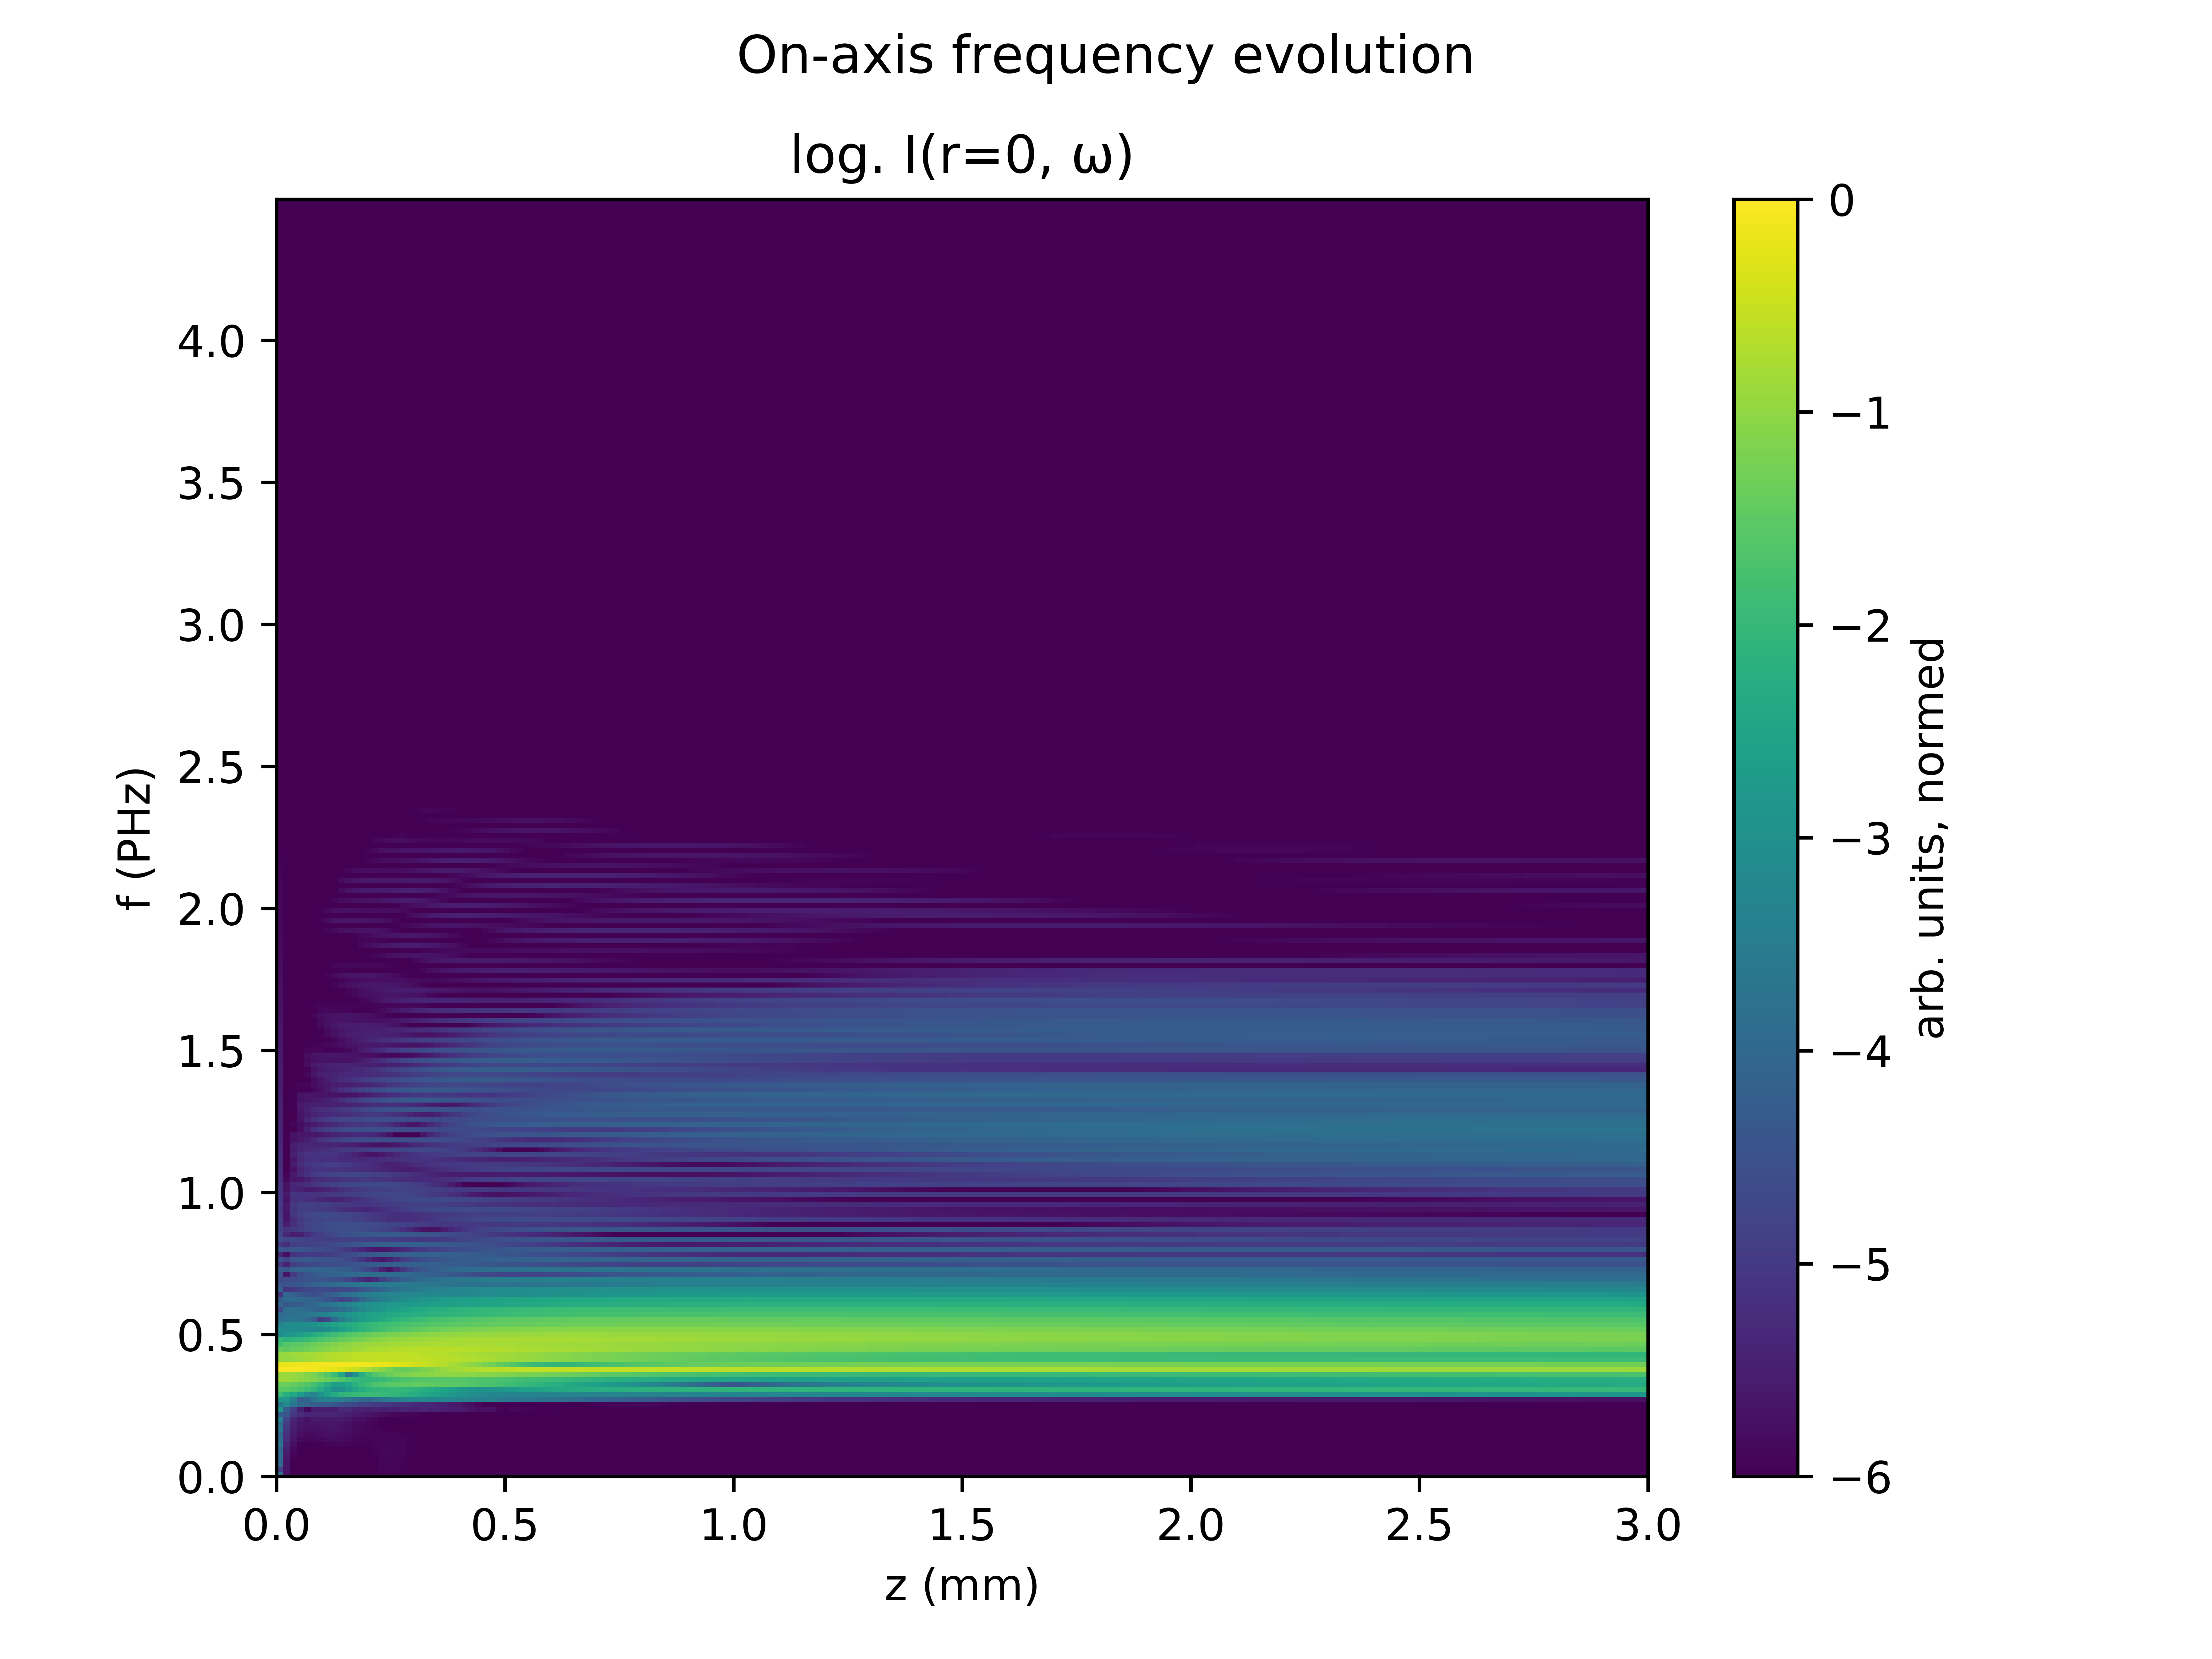 On-axis frequency evolution
log. I(r=0, ω)
f (PHz)
4.0
3.5
3.0
2.5
2.0
1.5
1.0
0.5
0.0
0.0 0.5 1.0 1.5 2.0 2.5 3.0
z (mm)
0
−1
−2
−3
−4
−5
−6
arb. units, normed